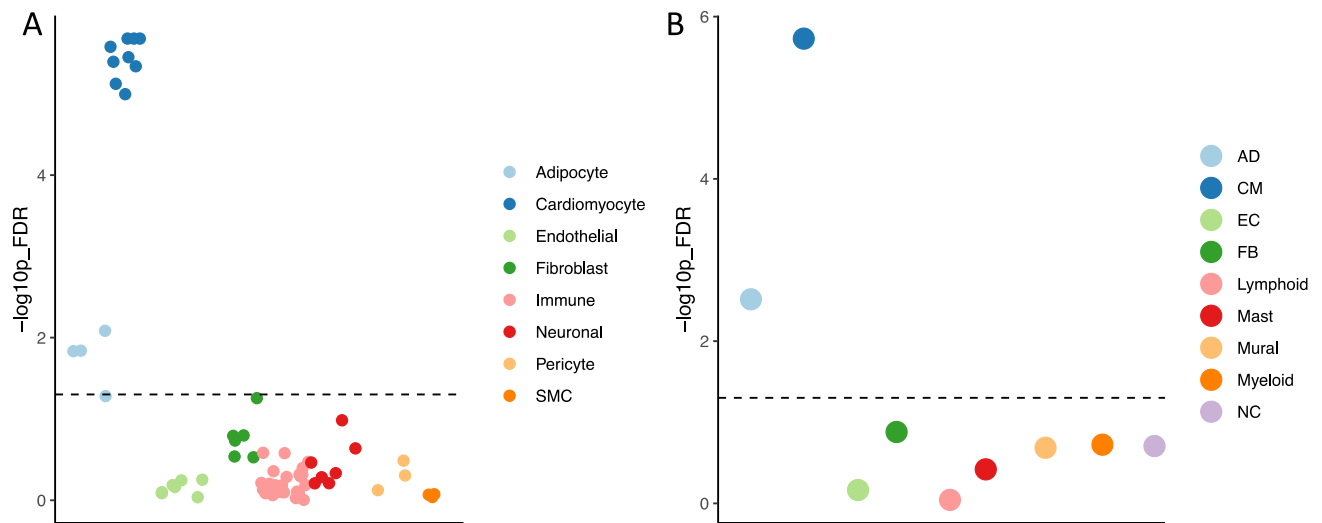 A
−log10p_FDR
4
2
0
Adipocyte
Cardiomyocyte
Endothelial
Fibroblast
Immune
Neuronal
Pericyte
SMC
B
−log10p_FDR
6
4
2
0
AD
CM
EC
FB
Lymphoid
Mast
Mural
Myeloid
NC